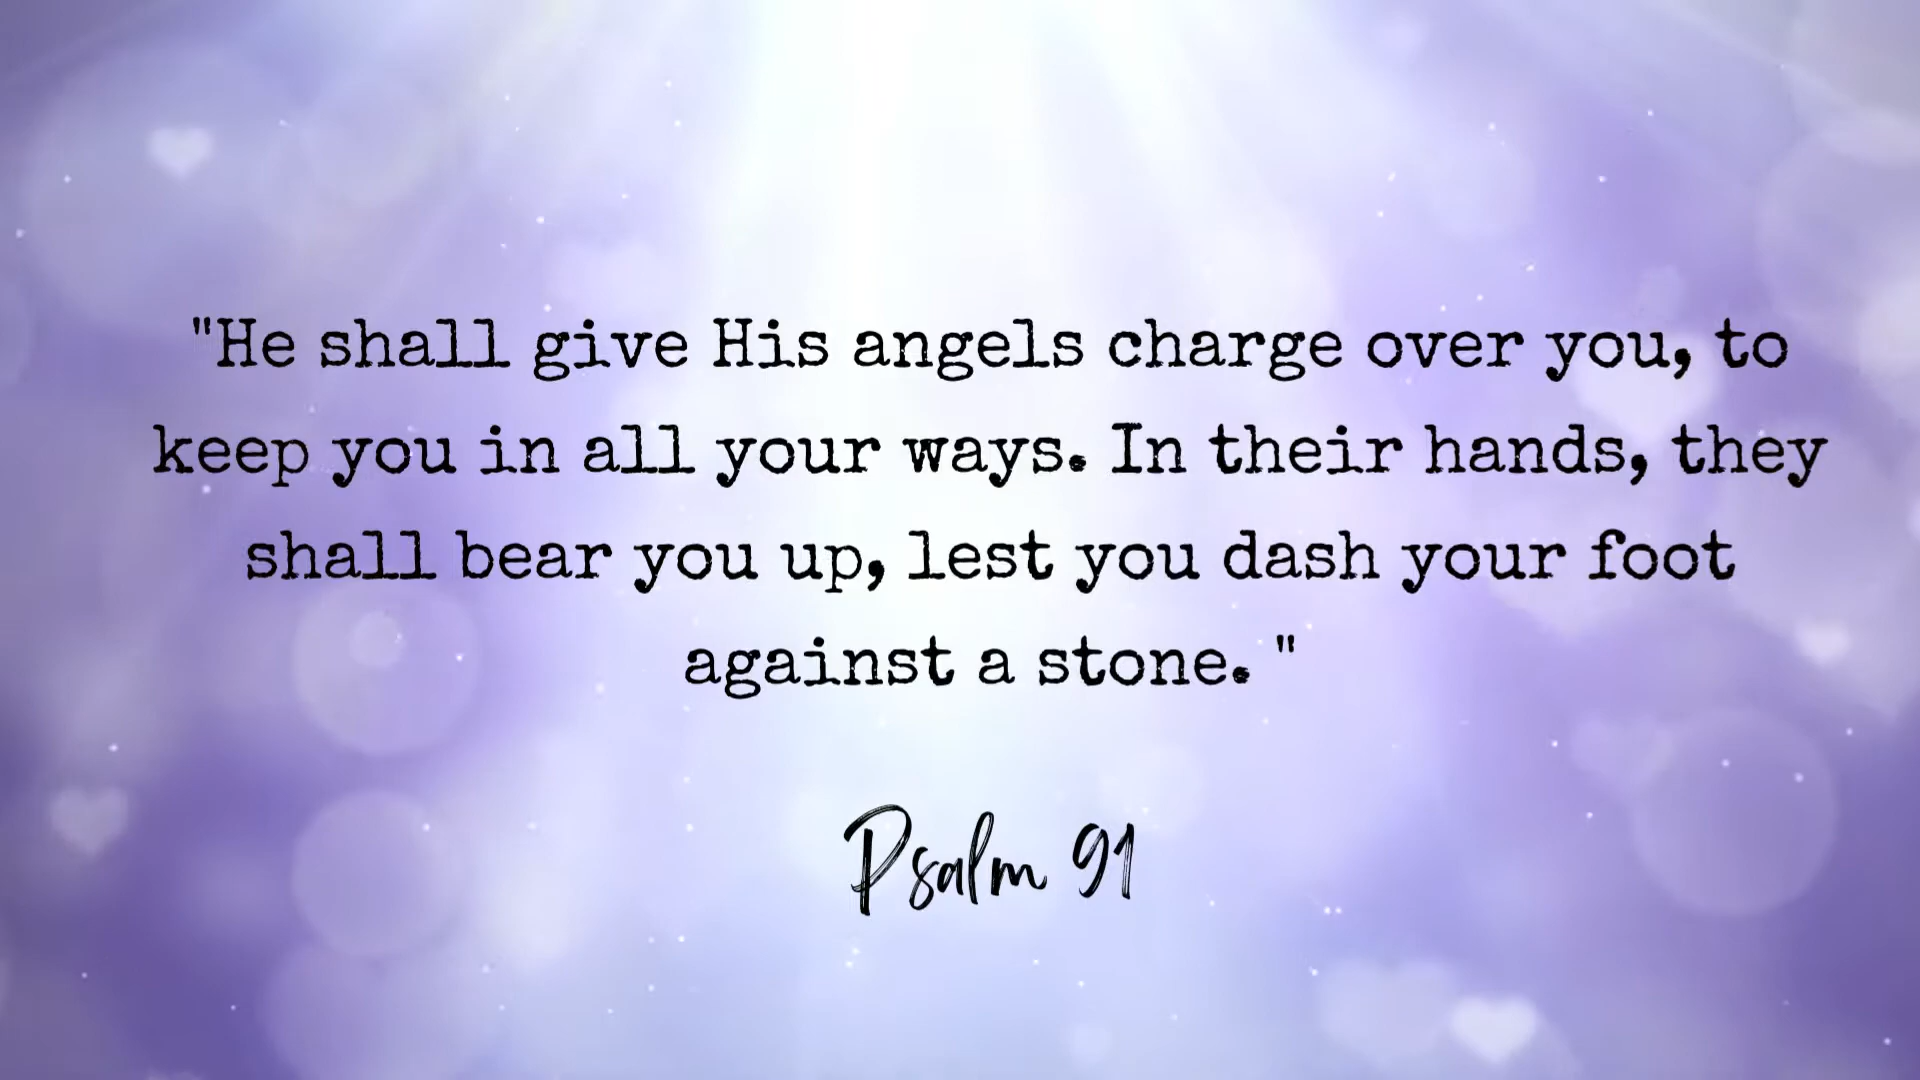 "He shall give His angels charge over you, to
keep you in all your ways. In their hands, they
shall bear you up, lest you dash your foot
against a stone. "
Psalm 91